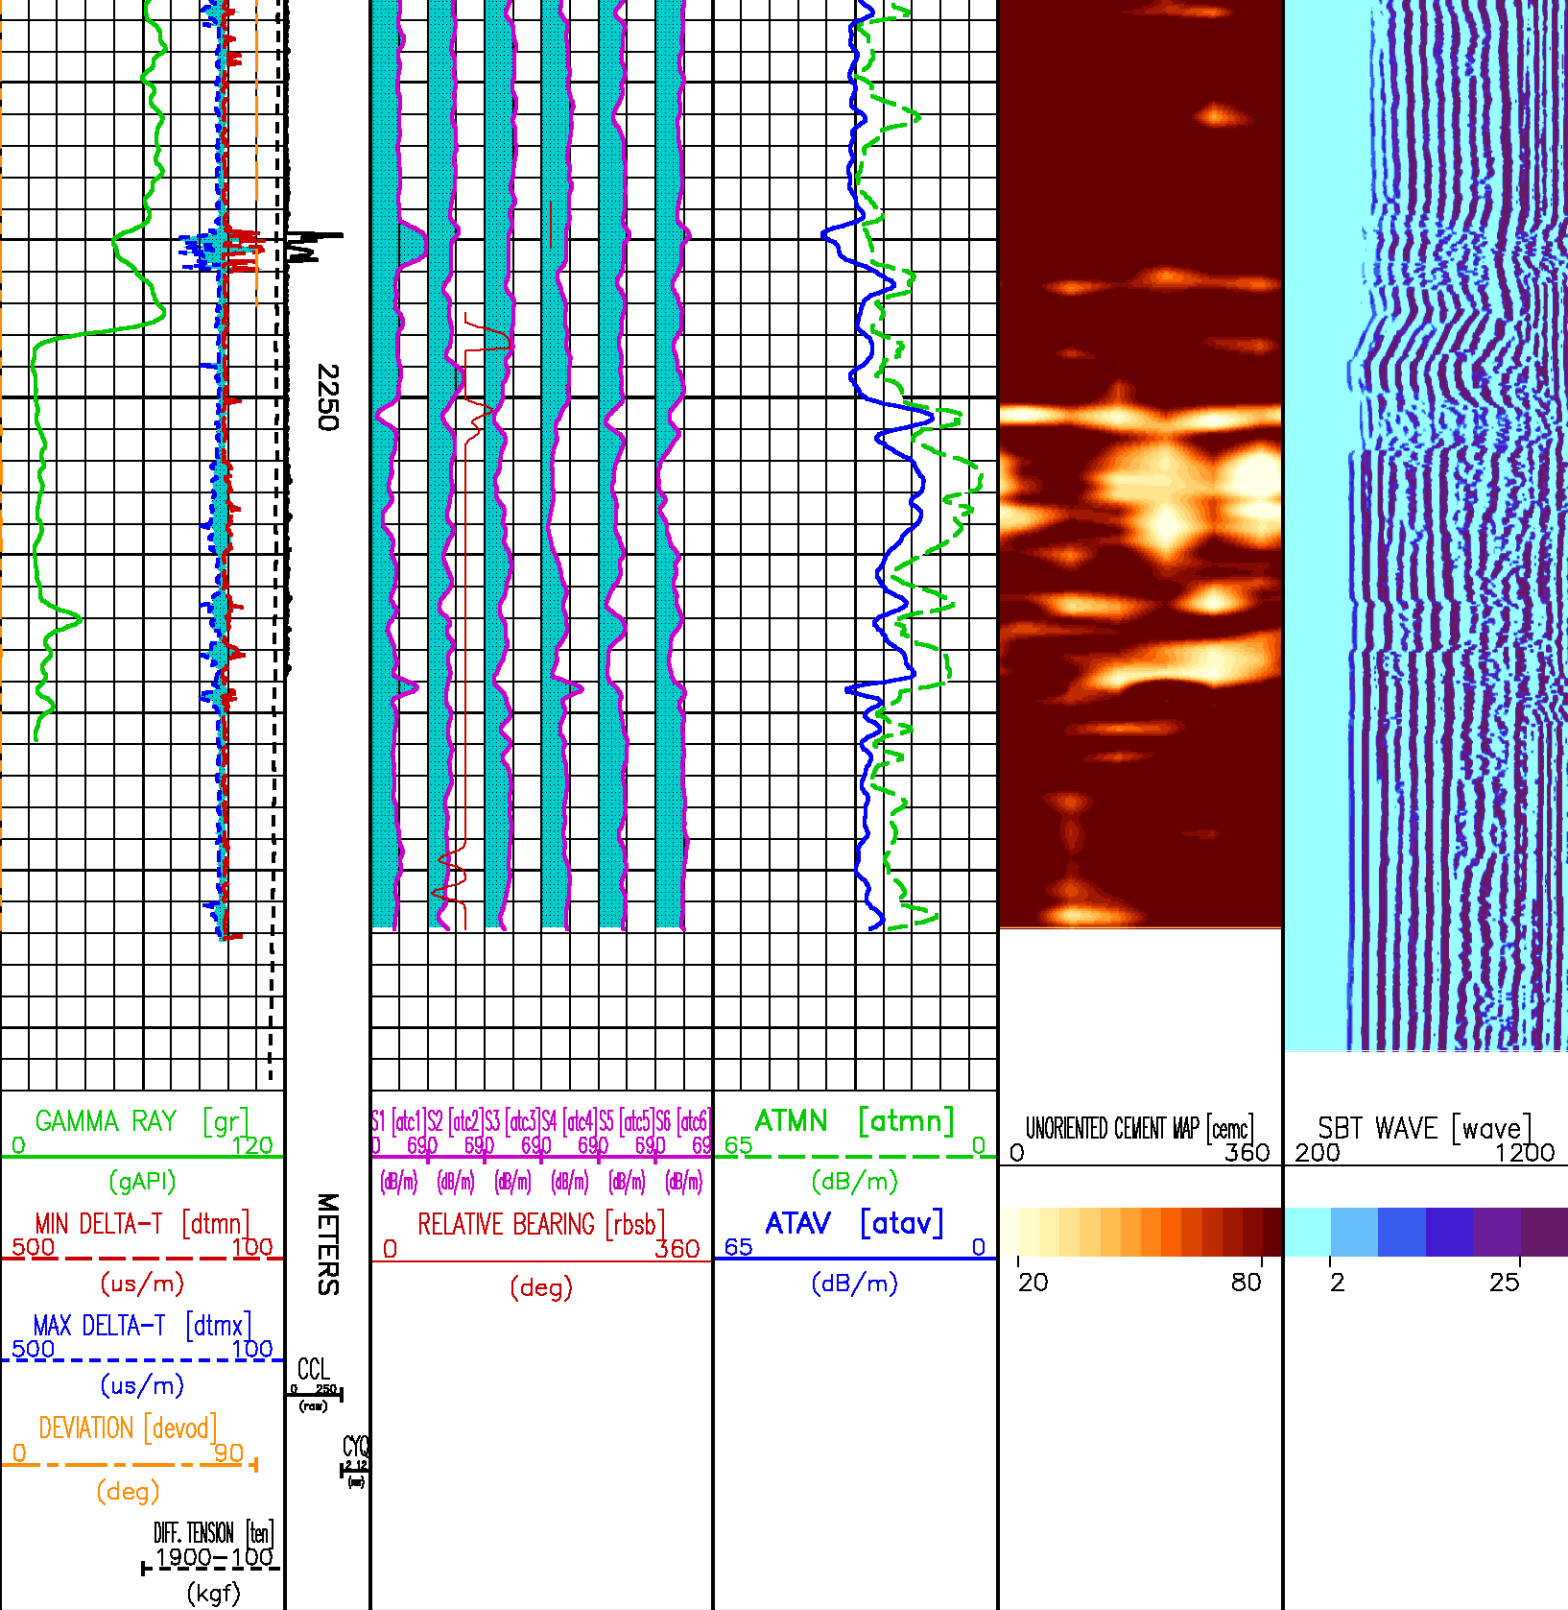 2250
GAMMA RAY [gr]
0 120
(gAPI)
MIN DELTA-T [dtmn]
500 100
(us/m)
MAX DELTA-T [dtmx]
500 100
(us/m)
DEVIATION [devod]
0 90
(deg)
DIFF. TENSION [ten]
1900-100
(kgf)
METERS
CCL
0 250
(raw)
CYQ
2 12
S1 [atc1] S2 [atc2] S3 [atc3] S4 [atc4] S5 [atc5] S6 [atc6]
0 690 690 690 690 690 69
(dB/m) (dB/m) (dB/m) (dB/m) (dB/m) (dB/m)
RELATIVE BEARING [rbsb]
0 360
(deg)
ATMN [atmn]
65 0
(dB/m)
ATAV [atav]
65 0
(dB/m)
UNORIENTED CEMENT MAP [cemc]
0 360
20 80
SBT WAVE [wave]
200 1200
2 25